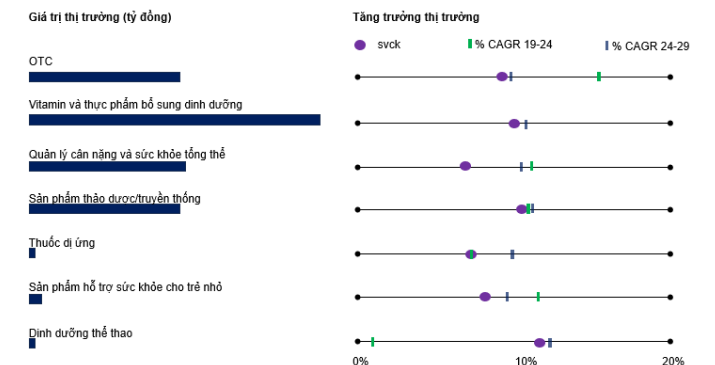 Giá trị thị trường (tỷ đồng)
Tăng trưởng thị trường
svck
% CAGR 19-24
% CAGR 24-29
OTC
Vitamin và thực phẩm bổ sung dinh dưỡng
Quản lý cân nặng và sức khỏe tổng thể
Sản phẩm thảo dược/truyền thống
Thuốc dị ứng
Sản phẩm hỗ trợ sức khỏe cho trẻ nhỏ
Dinh dưỡng thể thao
0%
10%
20%